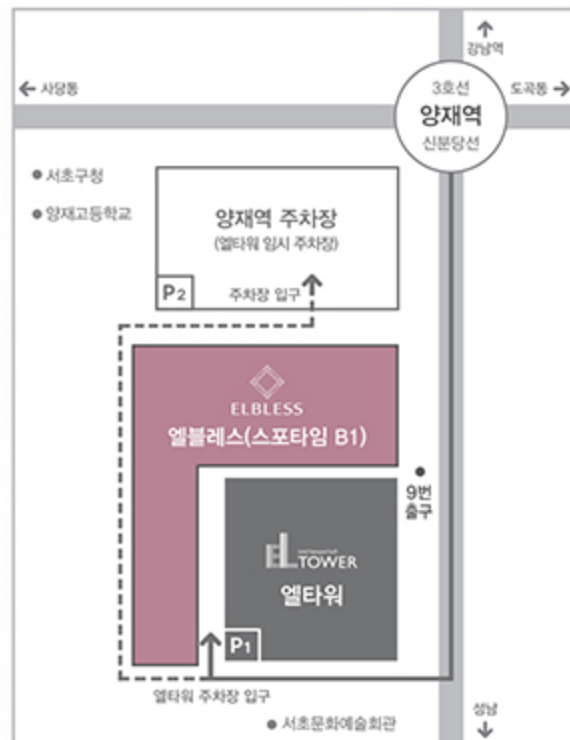 강남역
← 사당동
3호선
양재역
신분당선
도곡동 →
서초구청
양재고등학교
양재역 주차장
(엘타워 임시 주차장)
P2
주차장 입구
ELBLESS
엘블레스(스포타임 B1)
9번
출구
EL TOWER
엘타워
P1
엘타워 주차장 입구
서초문화예술회관
성남